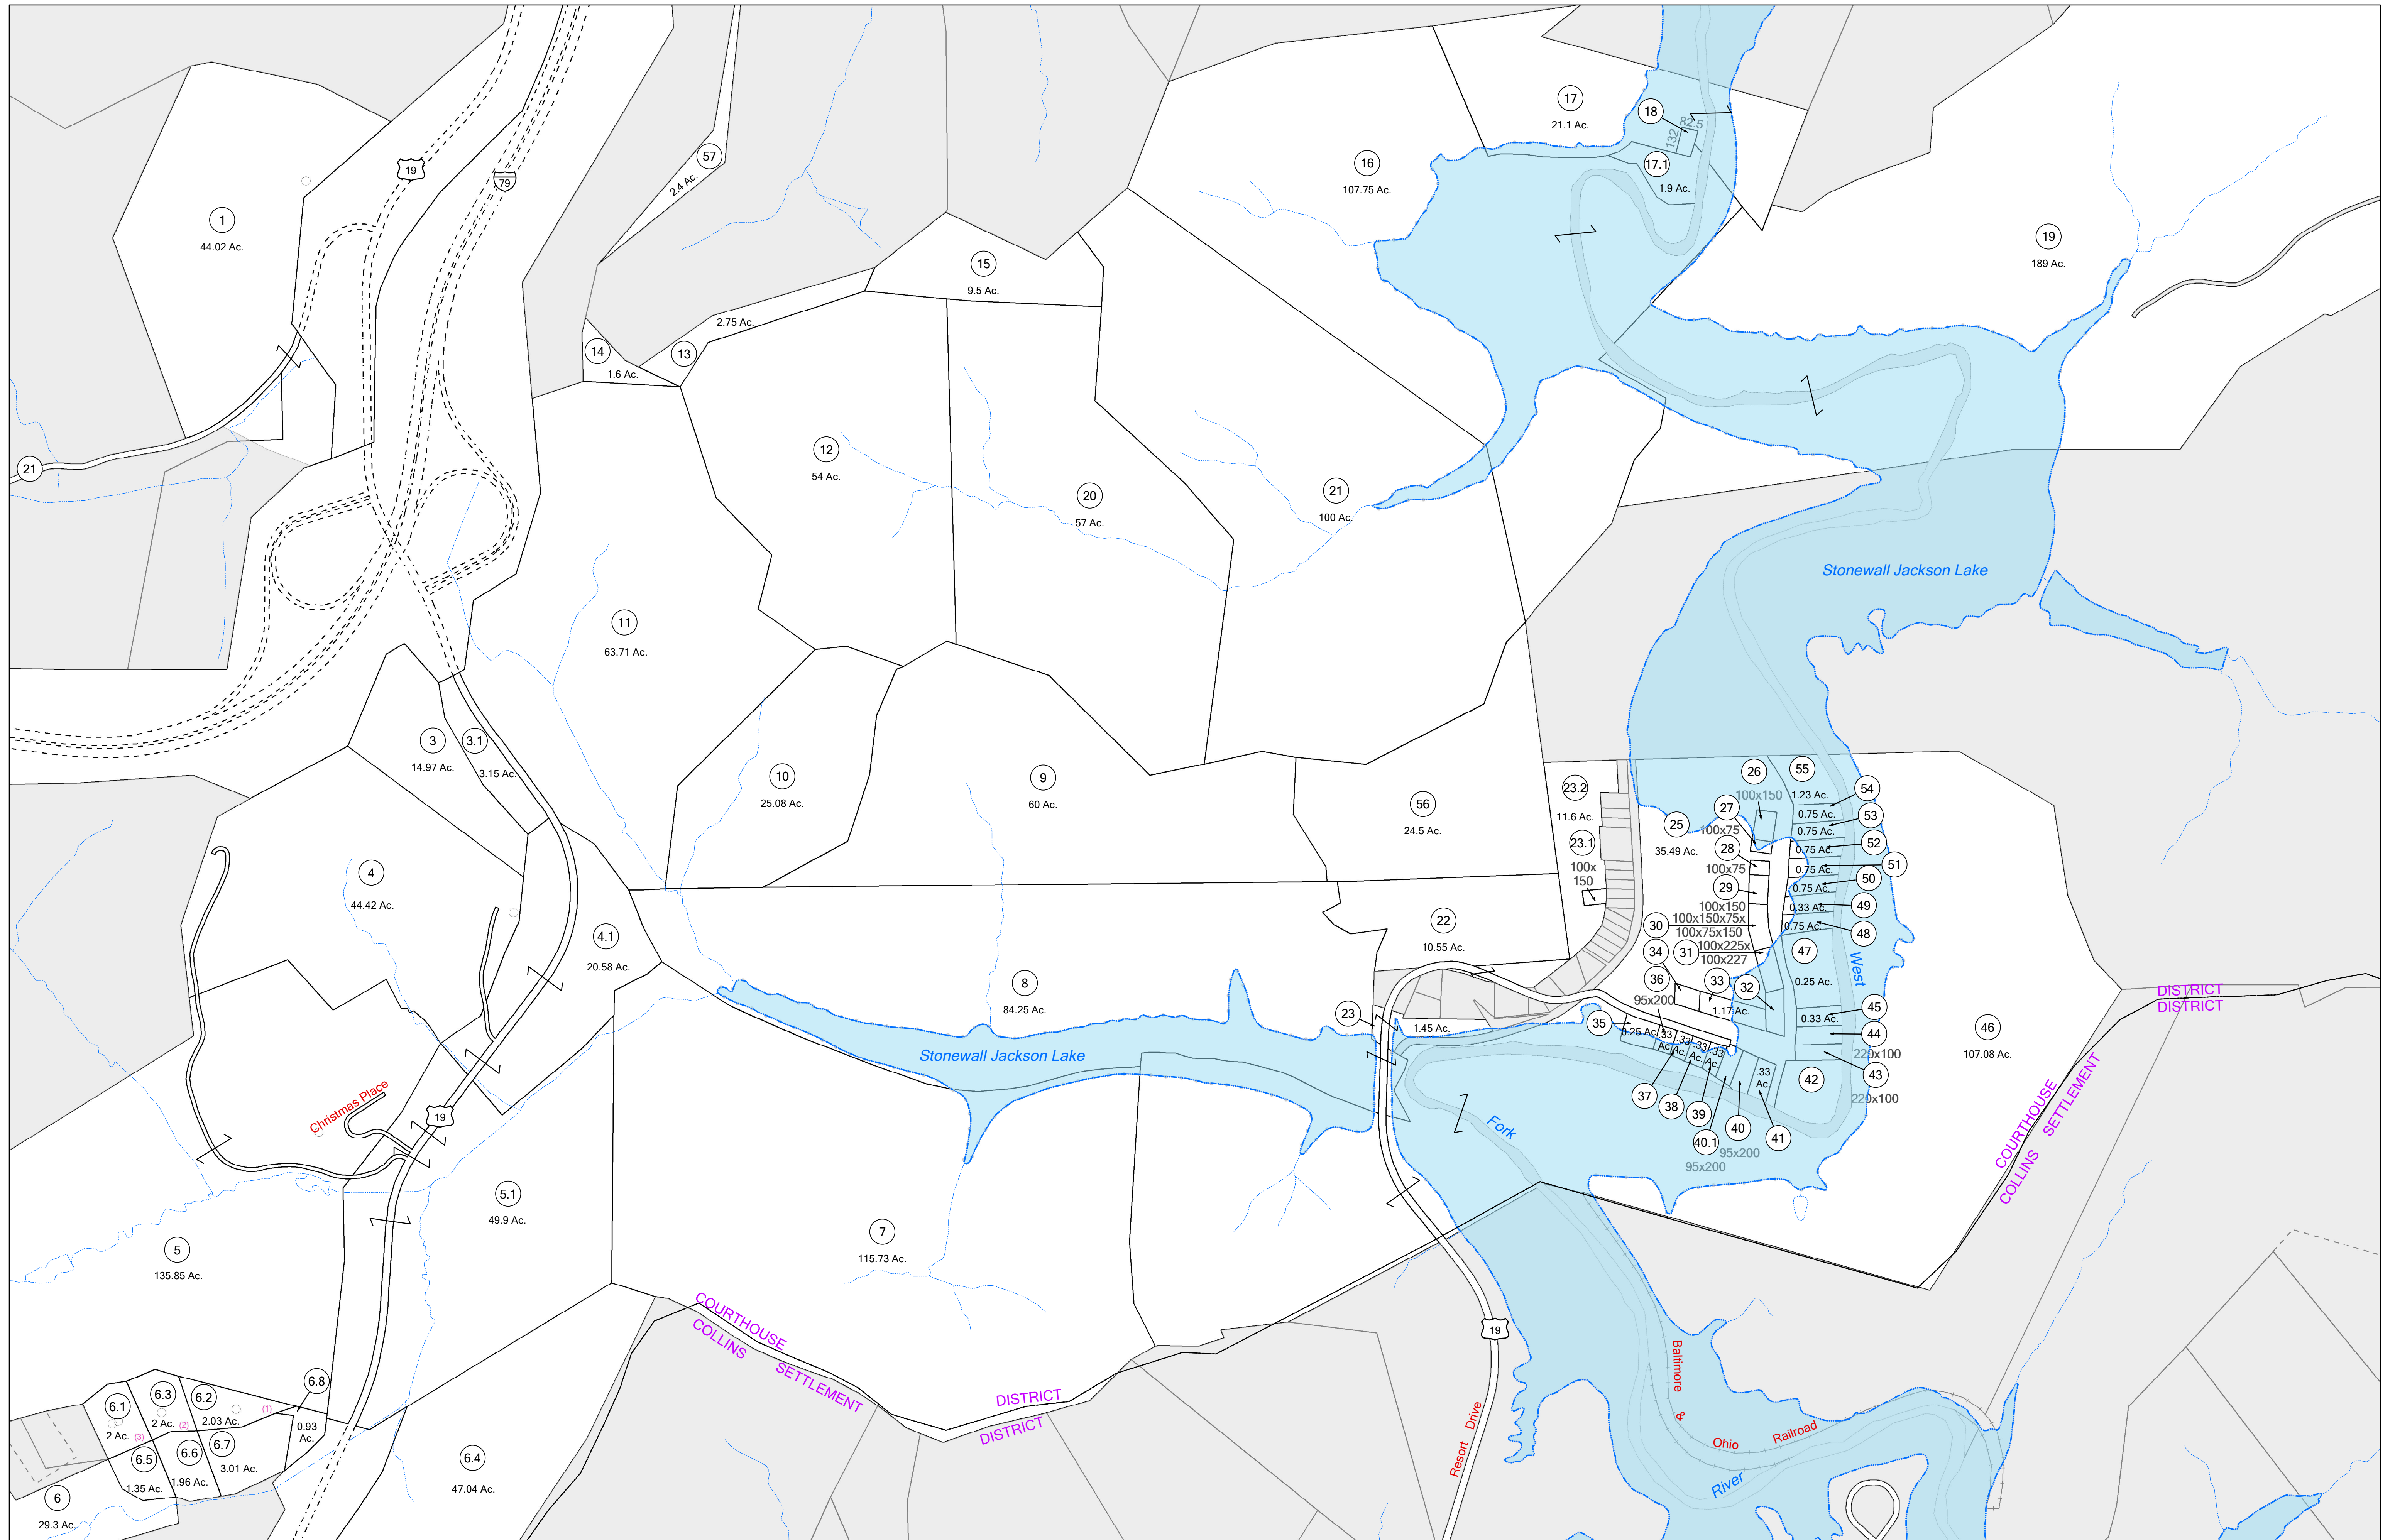 17
21.1 Ac.
18
82.5
132
57
2.4 Ac.
19
79
16
107.75 Ac.
17.1
1.9 Ac.
1
44.02 Ac.
19
189 Ac.
15
9.5 Ac.
2.75 Ac.
14
13
1.6 Ac.
12
54 Ac.
21
20
57 Ac.
21
100 Ac.
Stonewall Jackson Lake
11
63.71 Ac.
3
14.97 Ac.
3.1
3.15 Ac.
10
25.08 Ac.
9
60 Ac.
56
24.5 Ac.
23.2
11.6 Ac.
23.1
100x
150
26
100x150
55
1.23 Ac.
54
0.75 Ac.
27
100x75
25
35.49 Ac.
53
0.75 Ac.
28
100x75
52
0.75 Ac.
51
0.75 Ac.
29
100x150
50
0.75 Ac.
49
0.33 Ac.
30
100x150x75x
100x75x150
48
0.75 Ac.
34
31
100x225x
100x227
47
0.25 Ac.
36
95x200
33
32
1.17 Ac.
West
4
44.42 Ac.
4.1
20.58 Ac.
22
10.55 Ac.
8
84.25 Ac.
23
1.45 Ac.
35
0.25 Ac.
.33
Ac.
.33
Ac.
.33
Ac.
.33
Ac.
45
0.33 Ac.
44
220x100
43
220x100
42
.33
Ac.
37
38
39
40.1
95x200
40
95x200
41
46
107.08 Ac.
DISTRICT
DISTRICT
COURTHOUSE
COLLINS SETTLEMENT
Stonewall Jackson Lake
Christmas Place
19
Fork
5.1
49.9 Ac.
5
135.85 Ac.
7
115.73 Ac.
COURTHOUSE
COLLINS SETTLEMENT
DISTRICT
DISTRICT
19
Resort Drive
Baltimore
&
Ohio
Railroad
River
6.1
2 Ac.
(3)
6.3
2 Ac.
(2)
6.2
2.03 Ac.
(1)
6.8
0.93
Ac.
6.5
1.35 Ac.
6.6
1.96 Ac.
6.7
3.01 Ac.
6
29.3 Ac.
6.4
47.04 Ac.